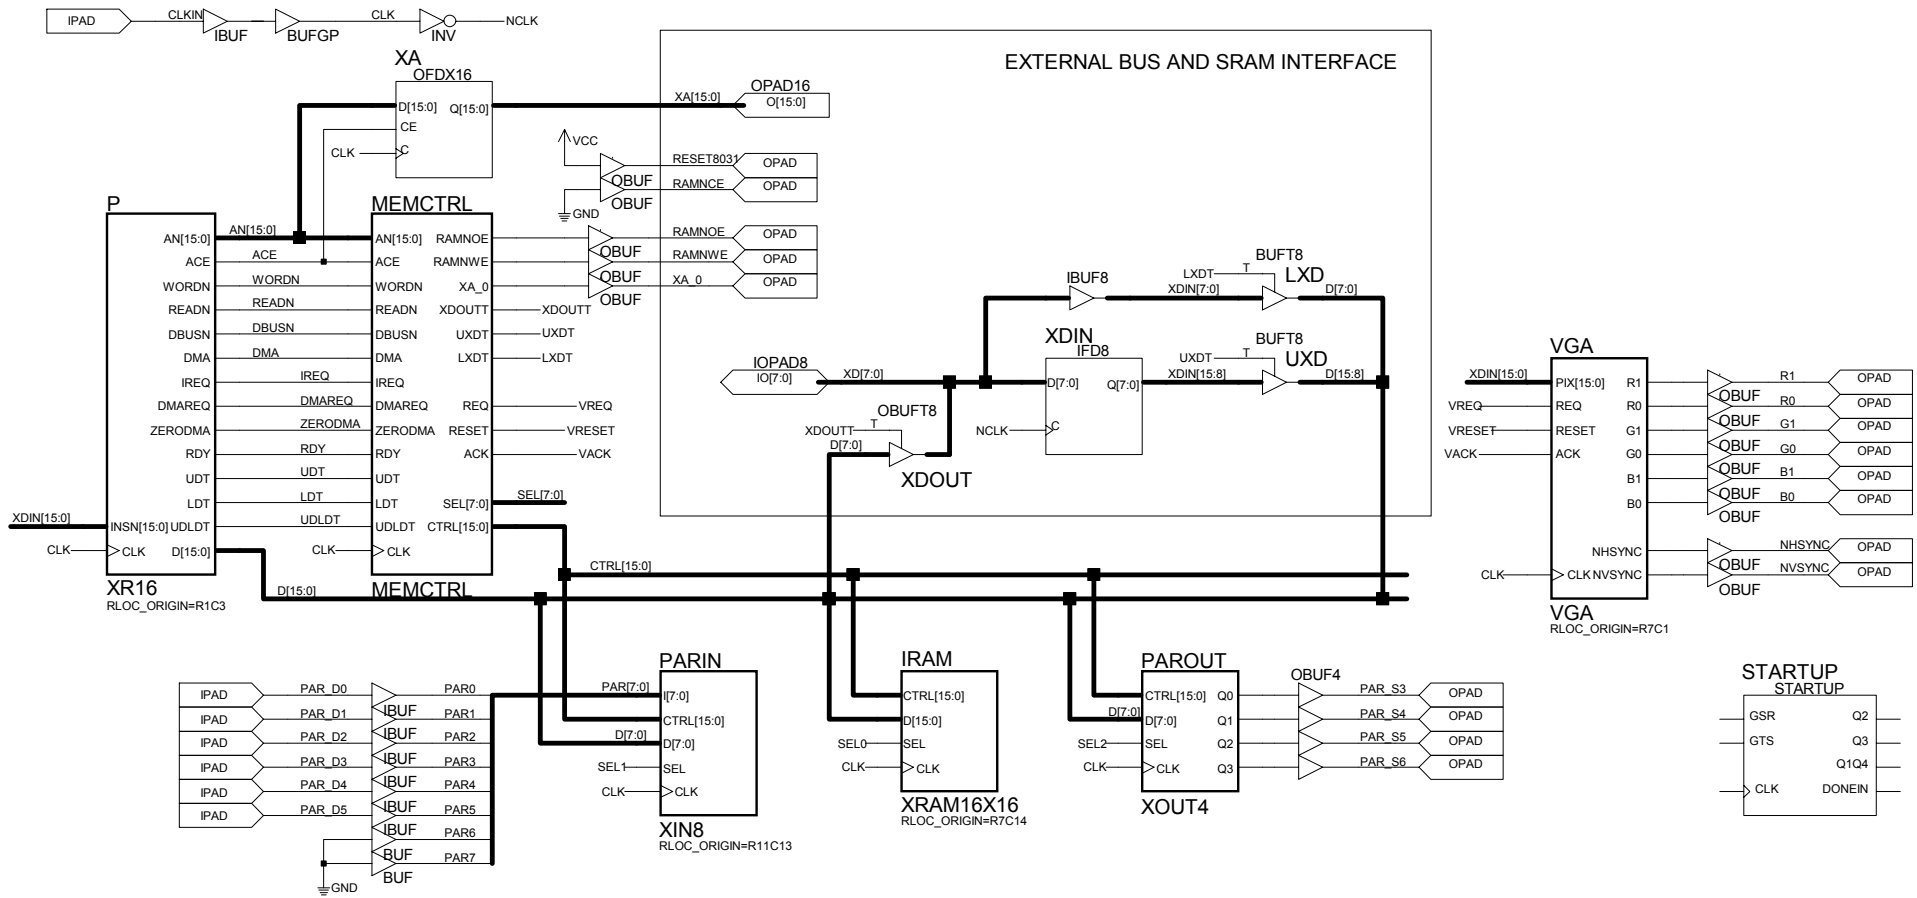 IPAD CLKIN IBUF BUFGP CLK INV NCLK
XA
OFDX16
D[15:0] Q[15:0]
CE
CLK C
EXTERNAL BUS AND SRAM INTERFACE
XA[15:0] OPAD16
O[15:0]
VCC
RESET8031 OPAD
OBUF RAMNCE OPAD
OBUF
GND
RAMNOE OPAD
OBUF RAMNWE OPAD
OBUF XA_0 OPAD
OBUF
P
AN[15:0]
ACE
WORDN
READN
DBUSN
DMA
IREQ
DMAREQ
ZERODMA
RDY
UDT
LDT
INSN[15:0] UDLDT
CLK D[15:0]
XDIN[15:0]
CLK
XR16
RLOC_ORIGIN=R1C3
AN[15:0]
ACE
WORDN
READN
DBUSN
DMA
IREQ
DMAREQ
ZERODMA
RDY
UDT
LDT
UDLDT
CLK
D[15:0]
MEMCTRL
AN[15:0] RAMNOE
ACE RAMNWE
WORDN XA_0
READN XDOUTT XDOUTT
DBUSN UXDT UXDT
DMA LXDT LXDT
IREQ
DMAREQ REQ VREQ
ZERODMA RESET VRESET
RDY ACK VACK
UDT
LDT SEL[7:0] SEL[7:0]
UDLDT CTRL[15:0]
CLK
MEMCTRL
CTRL[15:0]
IBUF8
XDIN[7:0]
BUFT8
LXDT T LXD
D[7:0]
IOPAD8
IO[7:0]
XD[7:0]
XDIN
IFD8
D[7:0] Q[7:0]
NCLK C
XDIN[15:8]
BUFT8
UXDT T UXD
D[15:8]
OBUFT8
XDOUTT T
D[7:0]
XDOUT
VGA
XDIN[15:0] PIX[15:0] R1 R1 OPAD
OBUF
VREQ REQ R0 R0 OPAD
OBUF
VRESET RESET G1 G1 OPAD
OBUF
VACK ACK G0 G0 OPAD
OBUF
B1 B1 OPAD
OBUF
B0 B0 OPAD
OBUF
NHSYNC NHSYNC OPAD
OBUF
CLK CLK NVSYNC NVSYNC OPAD
OBUF
VGA
RLOC_ORIGIN=R7C1
IPAD PAR_D0 IBUF PAR0
IPAD PAR_D1 IBUF PAR1
IPAD PAR_D2 IBUF PAR2
IPAD PAR_D3 IBUF PAR3
IPAD PAR_D4 IBUF PAR4
IPAD PAR_D5 IBUF PAR5
BUF PAR6
BUF PAR7
GND
PARIN
PAR[7:0] I[7:0]
CTRL[15:0]
D[7:0] D[7:0]
SEL1 SEL
CLK CLK
XIN8
RLOC_ORIGIN=R11C13
IRAM
CTRL[15:0]
D[15:0]
SEL0 SEL
CLK CLK
XRAM16X16
RLOC_ORIGIN=R7C14
PAROUT
CTRL[15:0] Q0
D[7:0] D[7:0] Q1
SEL2 SEL Q2
CLK CLK Q3
XOUT4
OBUF4
PAR_S3 OPAD
PAR_S4 OPAD
PAR_S5 OPAD
PAR_S6 OPAD
STARTUP
STARTUP
GSR Q2
GTS Q3
Q1Q4
CLK DONEIN